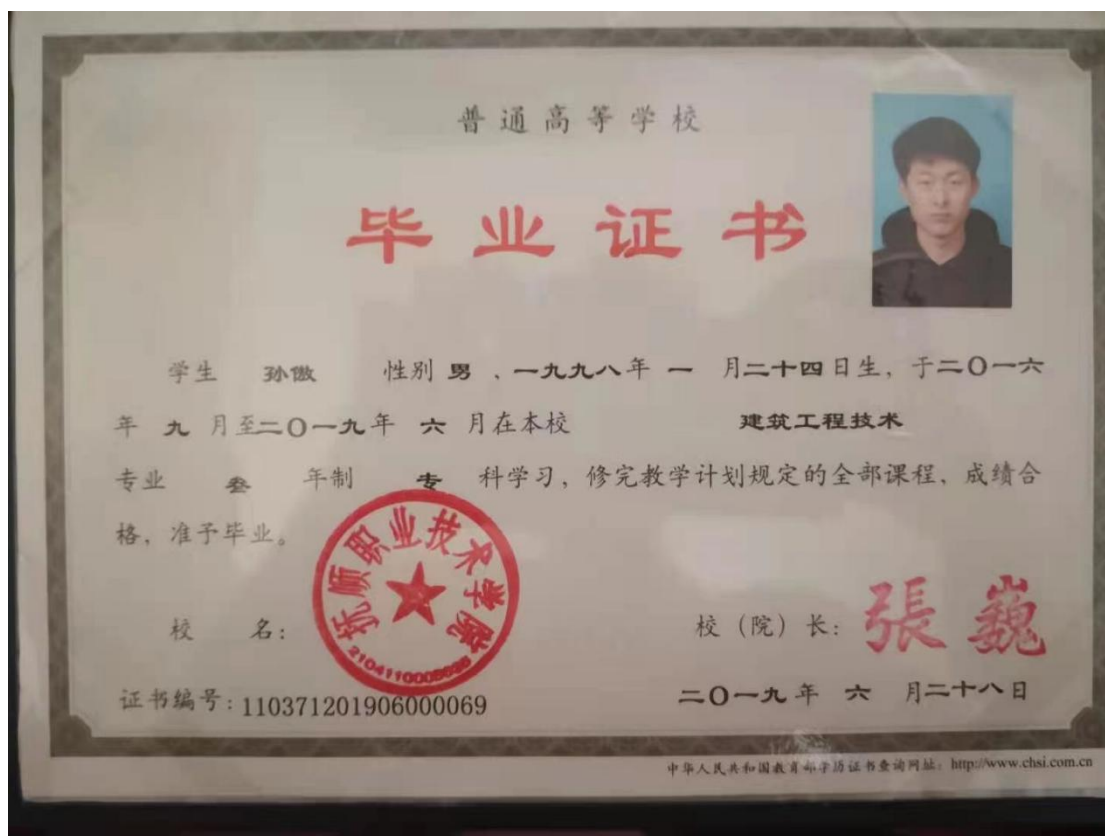 普通高等学校
毕业证书
学生 孙傲 性别 男 、一九九八年 一 月二十四日生，于二〇一六
年 九 月至二〇一九年 六 月在本校 建筑工程技术
专业 叁 年制 专 科学习，修完教学计划规定的全部课程，成绩合
格，准予毕业。
抚顺职业技术学院
校 名：
校（院）长：張巍
证书编号：110371201906000069
二〇一九年 六 月二十八日
中华人民共和国教育部学历证书查询网址：http://www.chsi.com.cn